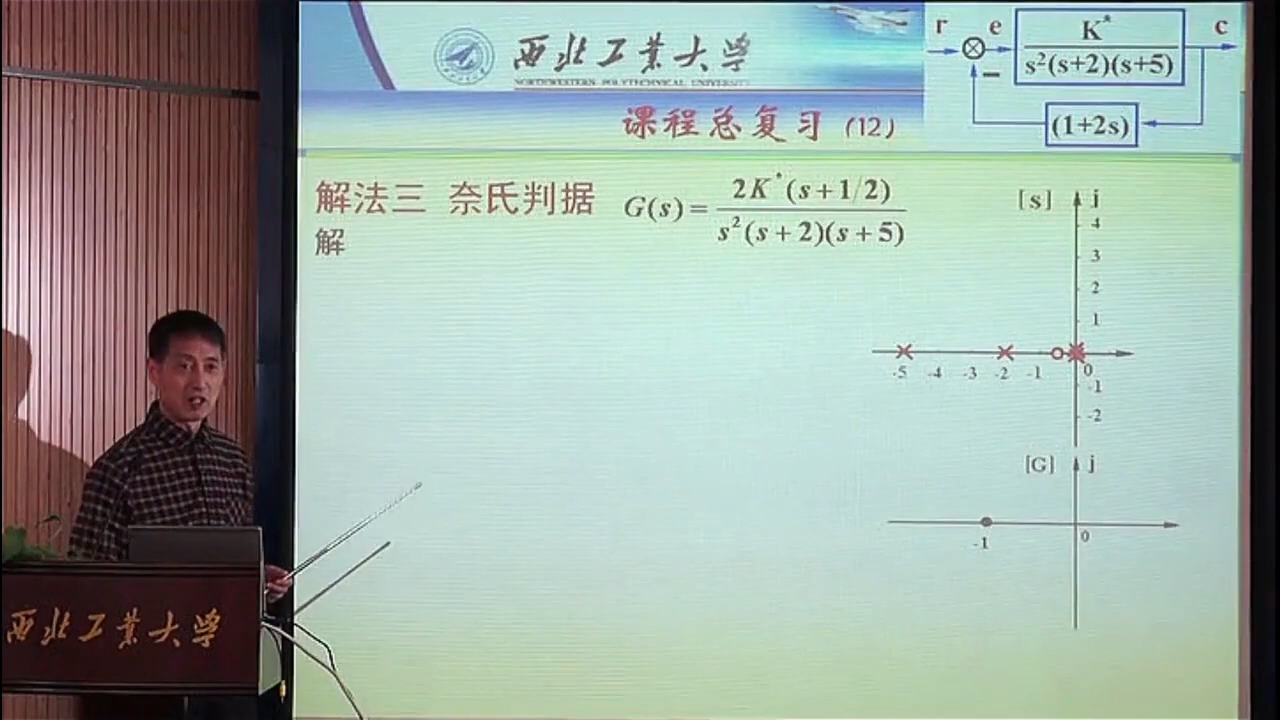 西北工业大学
NORTHWESTERN POLYTECHNICAL UNIVERSITY
课程总复习 (12)
r e K* c
s²(s+2)(s+5)
−
(1+2s)
解法三 奈氏判据 G(s) = 2K*(s+1/2) / s²(s+2)(s+5)
解
[s] j
4
3
2
1
-5 -4 -3 -2 -1 0
-1
-2
[G] j
-1 0
西北工业大学